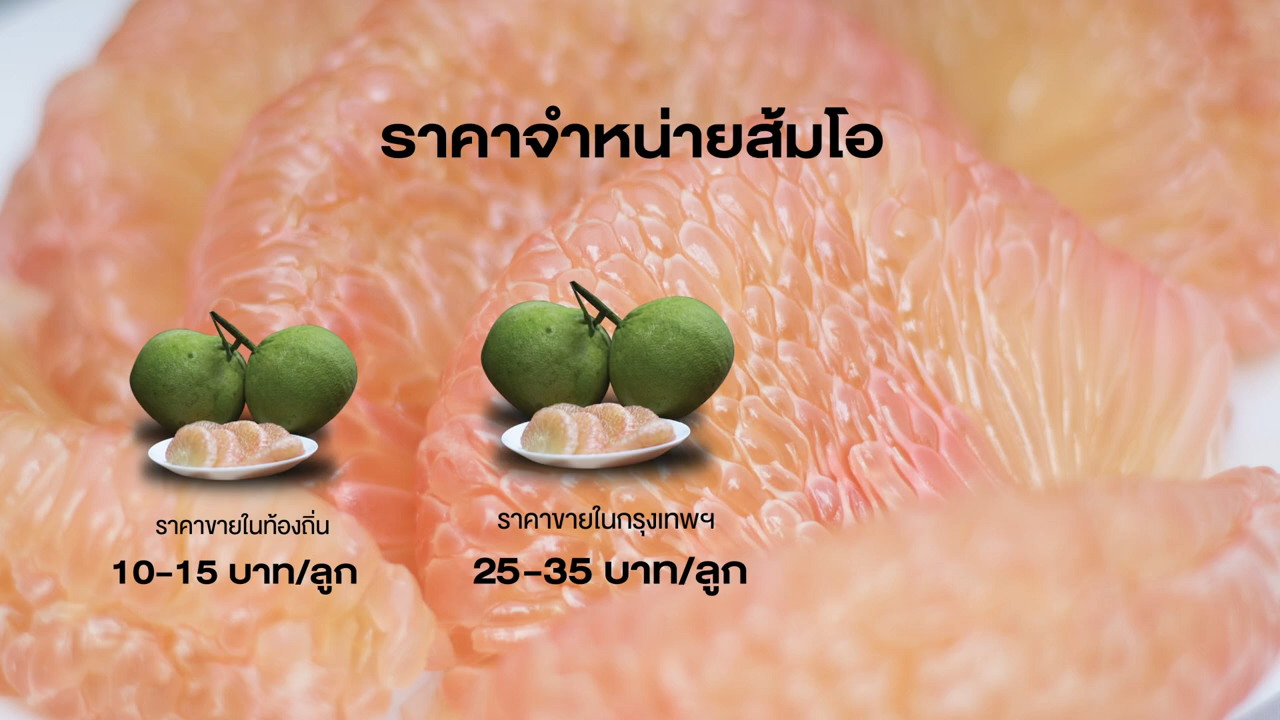 ราคาจำหน่ายส้มโอ
ราคาขายในท้องถิ่น
10-15 บาท/ลูก
ราคาขายในกรุงเทพฯ
25-35 บาท/ลูก